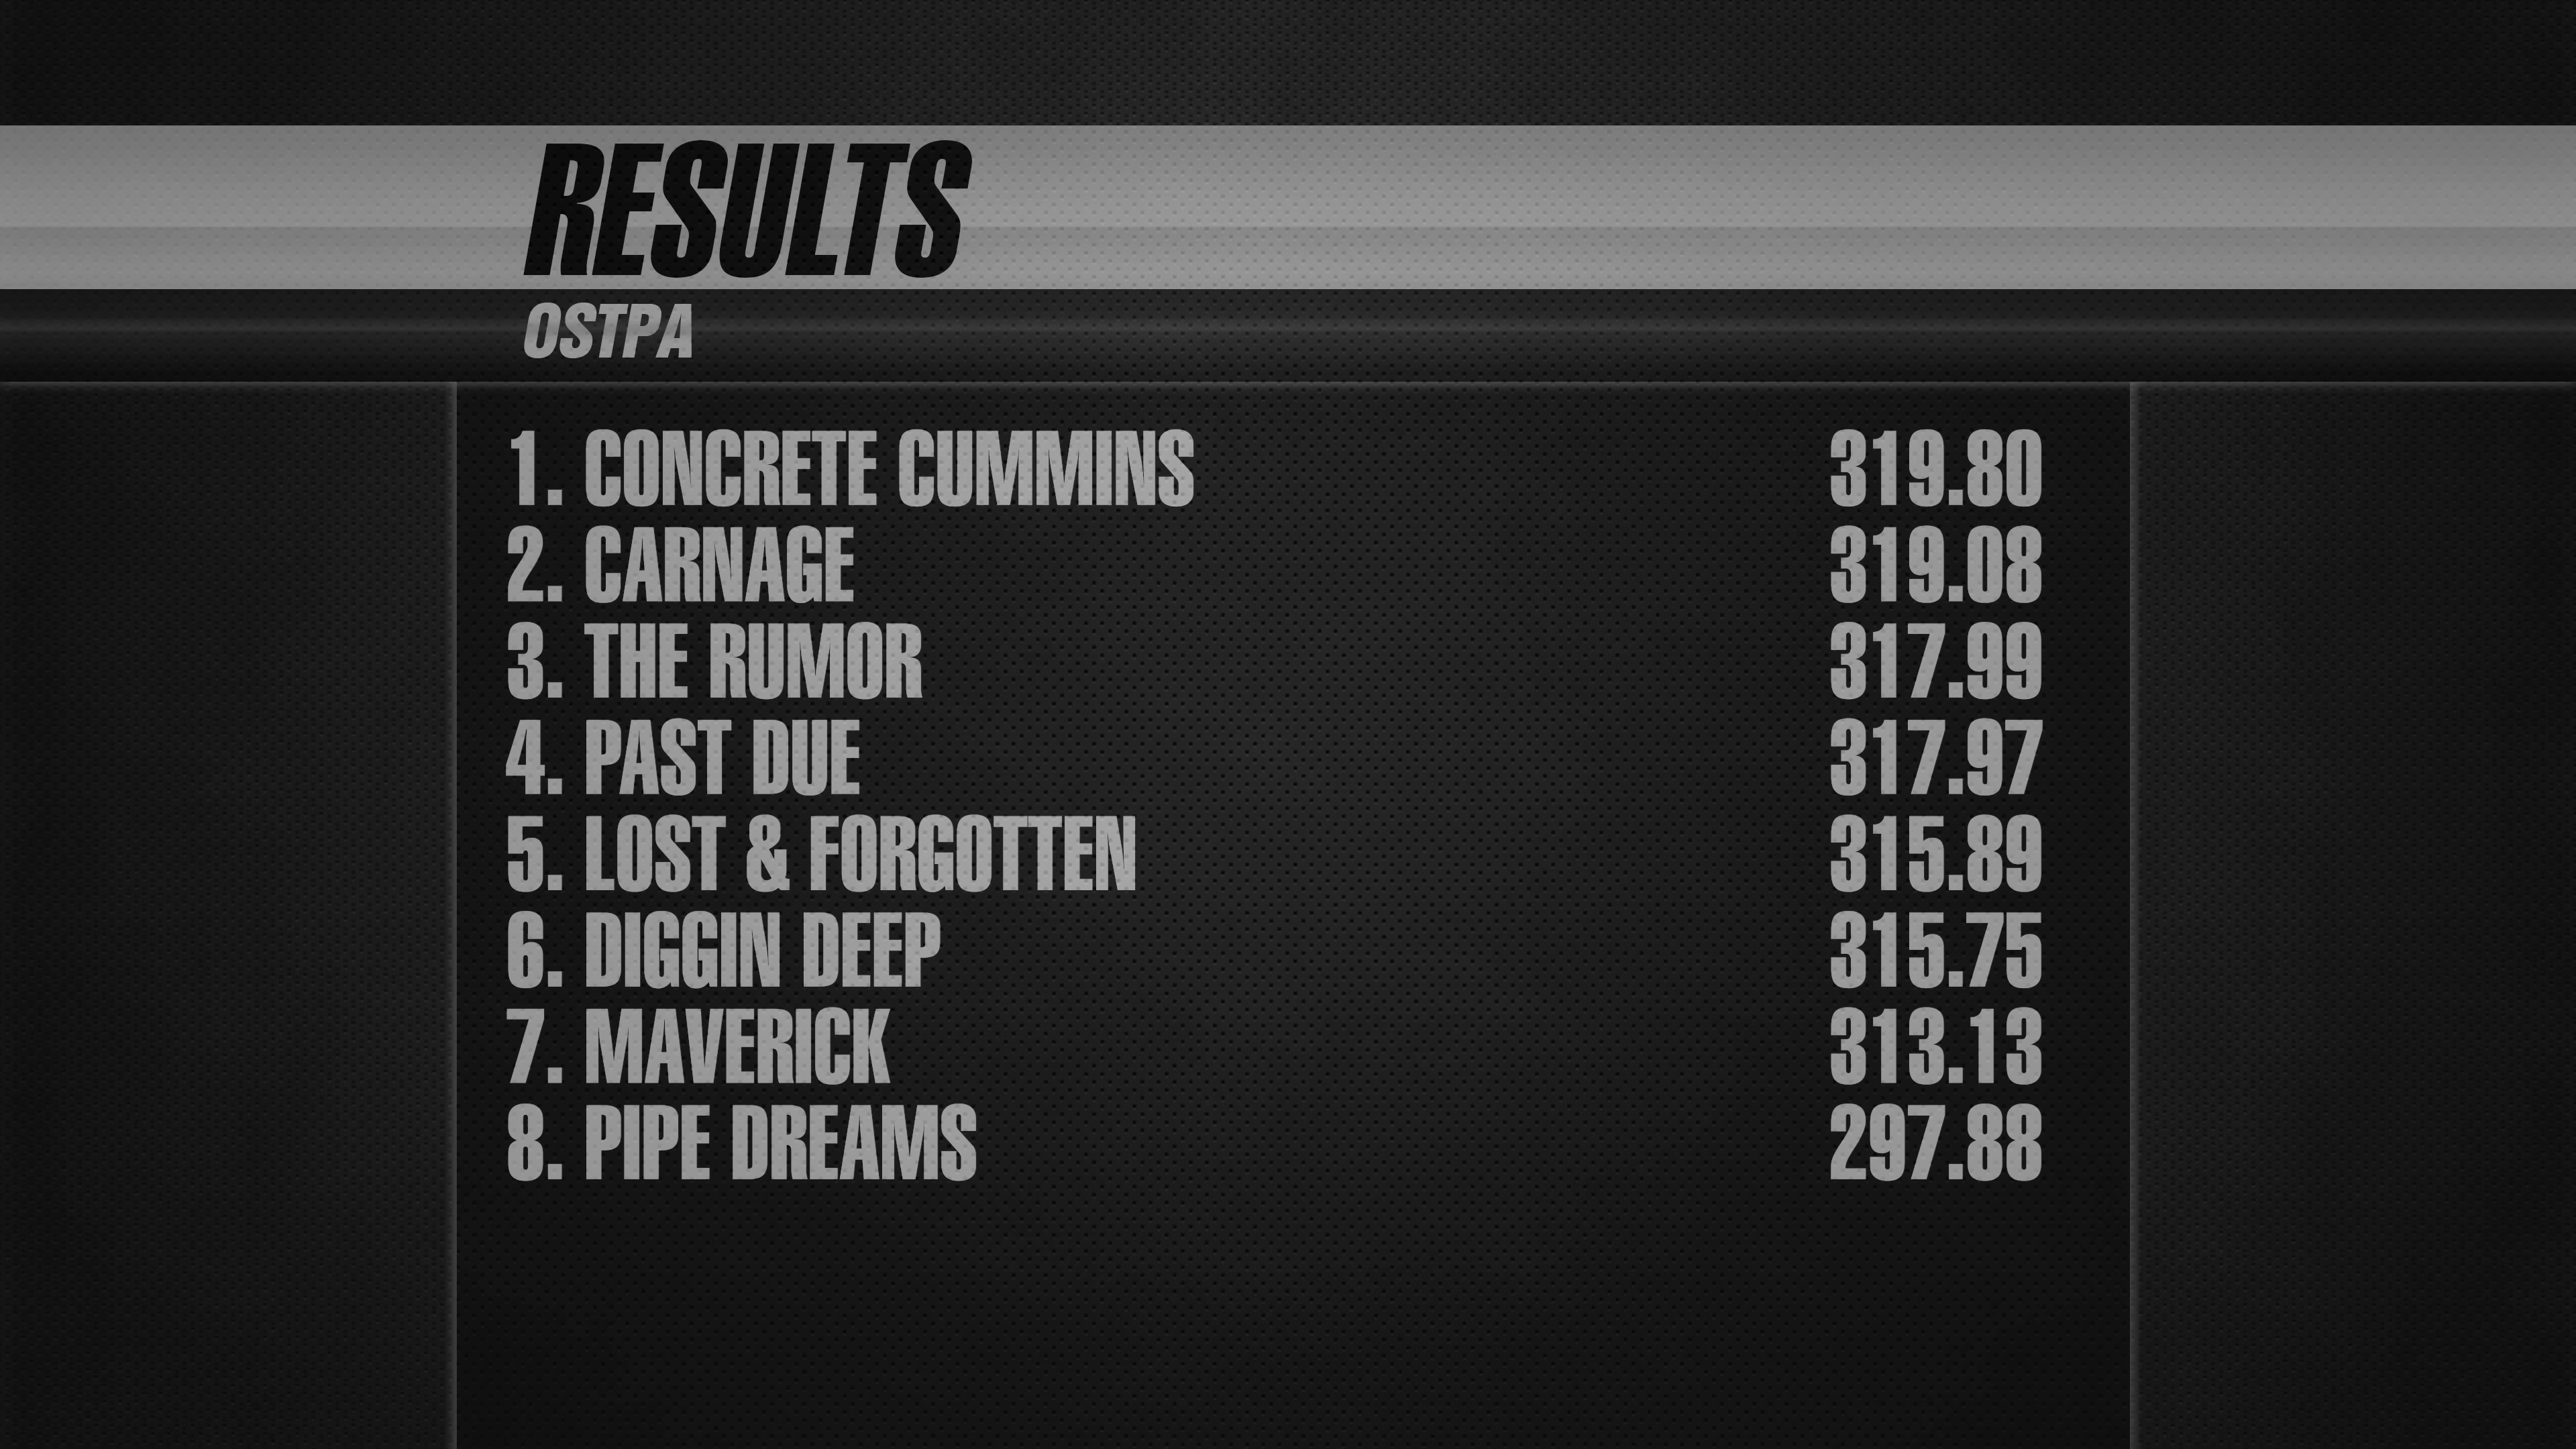 RESULTS
OSTPA
1. CONCRETE CUMMINS 319.80
2. CARNAGE 319.08
3. THE RUMOR 317.99
4. PAST DUE 317.97
5. LOST & FORGOTTEN 315.89
6. DIGGIN DEEP 315.75
7. MAVERICK 313.13
8. PIPE DREAMS 297.88